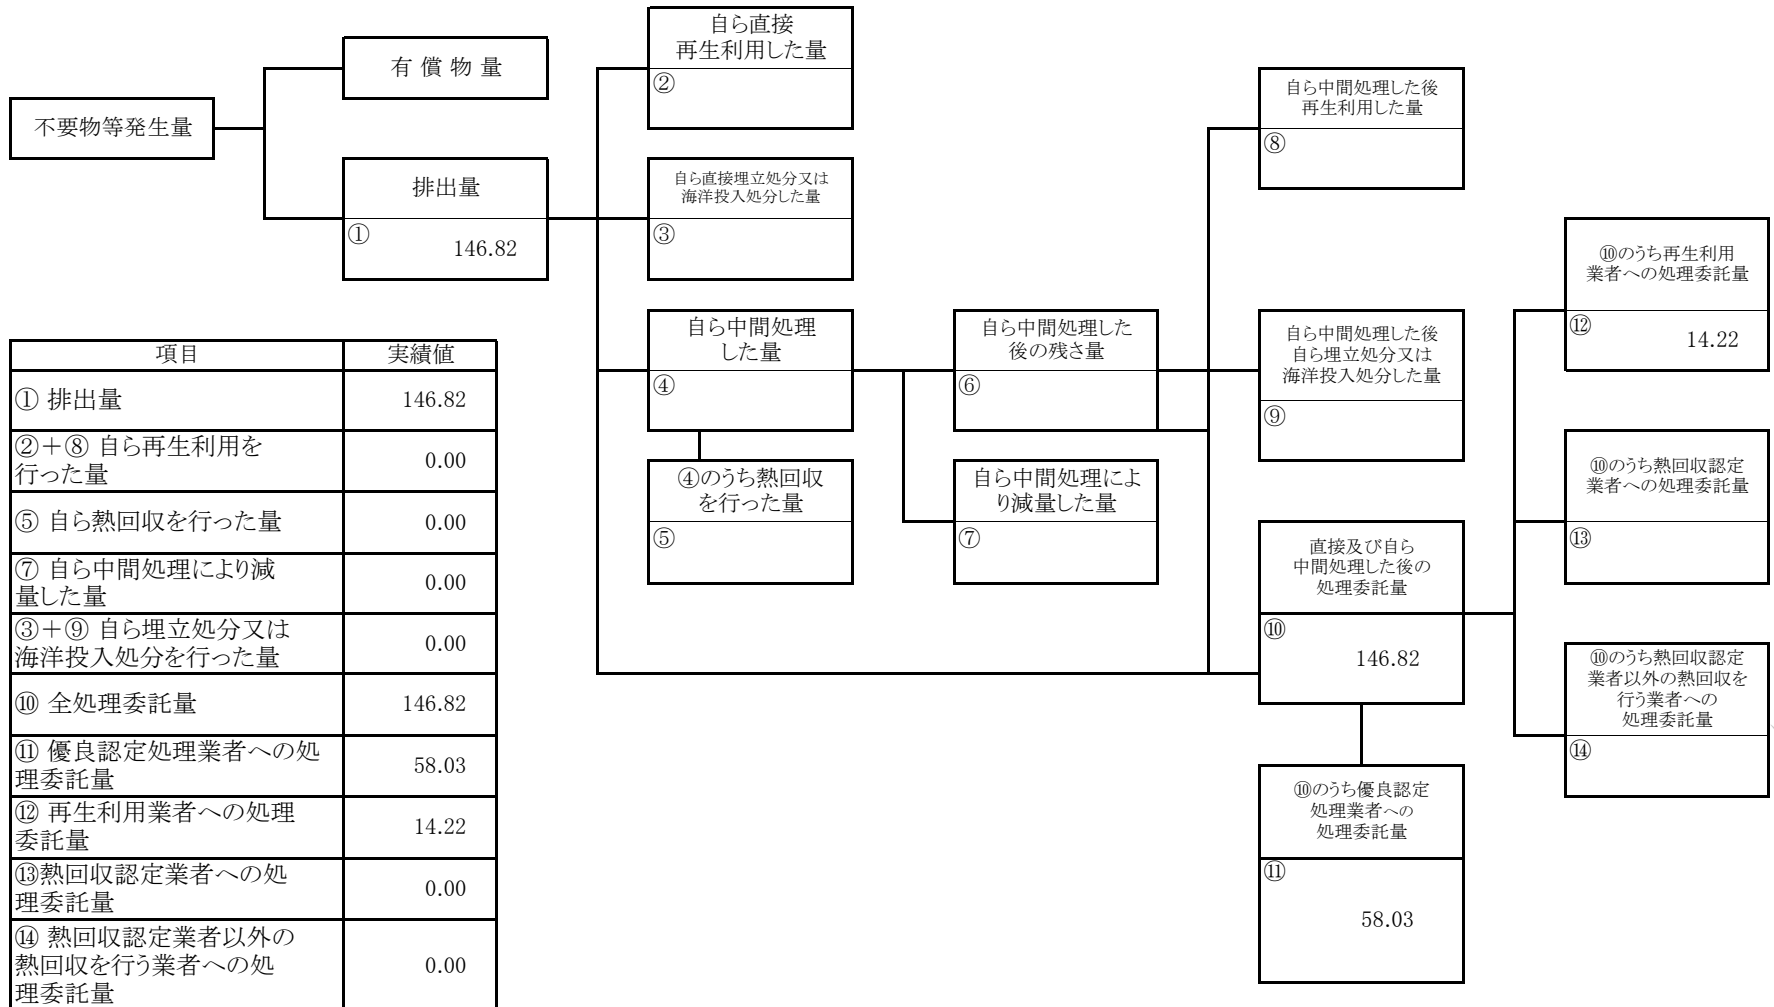 不要物等発生量
有 償 物 量
排出量
①
146.82
自ら直接
再生利用した量
②
自ら直接埋立処分又は
海洋投入処分した量
③
自ら中間処理
した量
④
④のうち熱回収
を行った量
⑤
自ら中間処理した
後の残さ量
⑥
自ら中間処理によ
り減量した量
⑦
自ら中間処理した後
再生利用した量
⑧
自ら中間処理した後
自ら埋立処分又は
海洋投入処分した量
⑨
直接及び自ら
中間処理した後の
処理委託量
⑩
146.82
⑩のうち優良認定
処理業者への
処理委託量
⑪
58.03
⑩のうち再生利用
業者への処理委託量
⑫
14.22
⑩のうち熱回収認定
業者への処理委託量
⑬
⑩のうち熱回収認定
業者以外の熱回収を
行う業者への
処理委託量
⑭
項目 実績値
① 排出量 146.82
②+⑧ 自ら再生利用を
行った量 0.00
⑤ 自ら熱回収を行った量 0.00
⑦ 自ら中間処理により減
量した量 0.00
③+⑨ 自ら埋立処分又は
海洋投入処分を行った量 0.00
⑩ 全処理委託量 146.82
⑪ 優良認定処理業者への処
理委託量 58.03
⑫ 再生利用業者への処理
委託量 14.22
⑬熱回収認定業者への処
理委託量 0.00
⑭ 熱回収認定業者以外の
熱回収を行う業者への処
理委託量 0.00